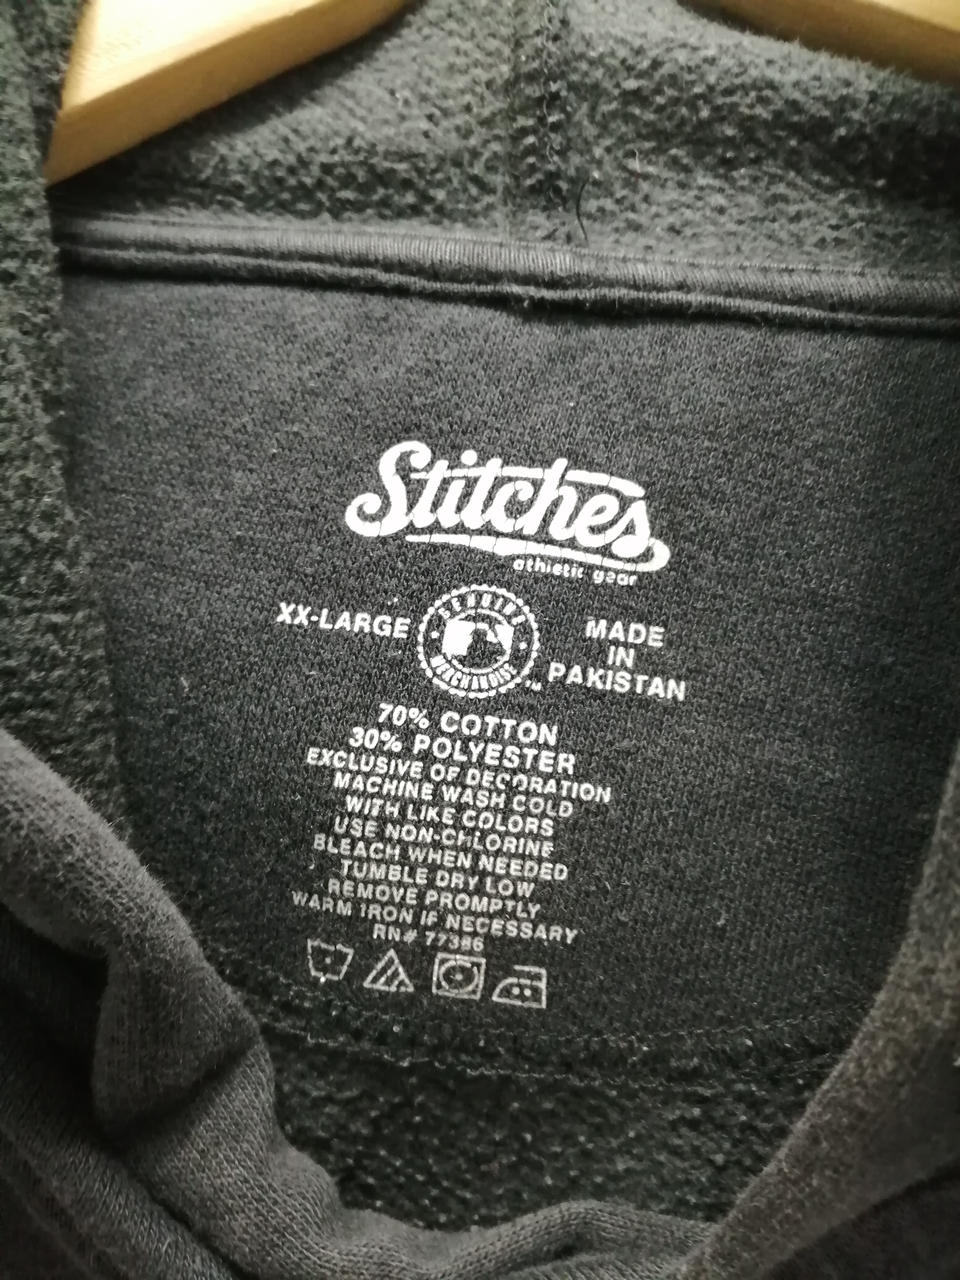 Stitches
athletic gear
XX-LARGE
GENUINE
MERCHANDISE
™
MADE
IN
PAKISTAN
70% COTTON
30% POLYESTER
EXCLUSIVE OF DECORATION
MACHINE WASH COLD
WITH LIKE COLORS
USE NON-CHLORINE
BLEACH WHEN NEEDED
TUMBLE DRY LOW
REMOVE PROMPTLY
WARM IRON IF NECESSARY
RN# 77386